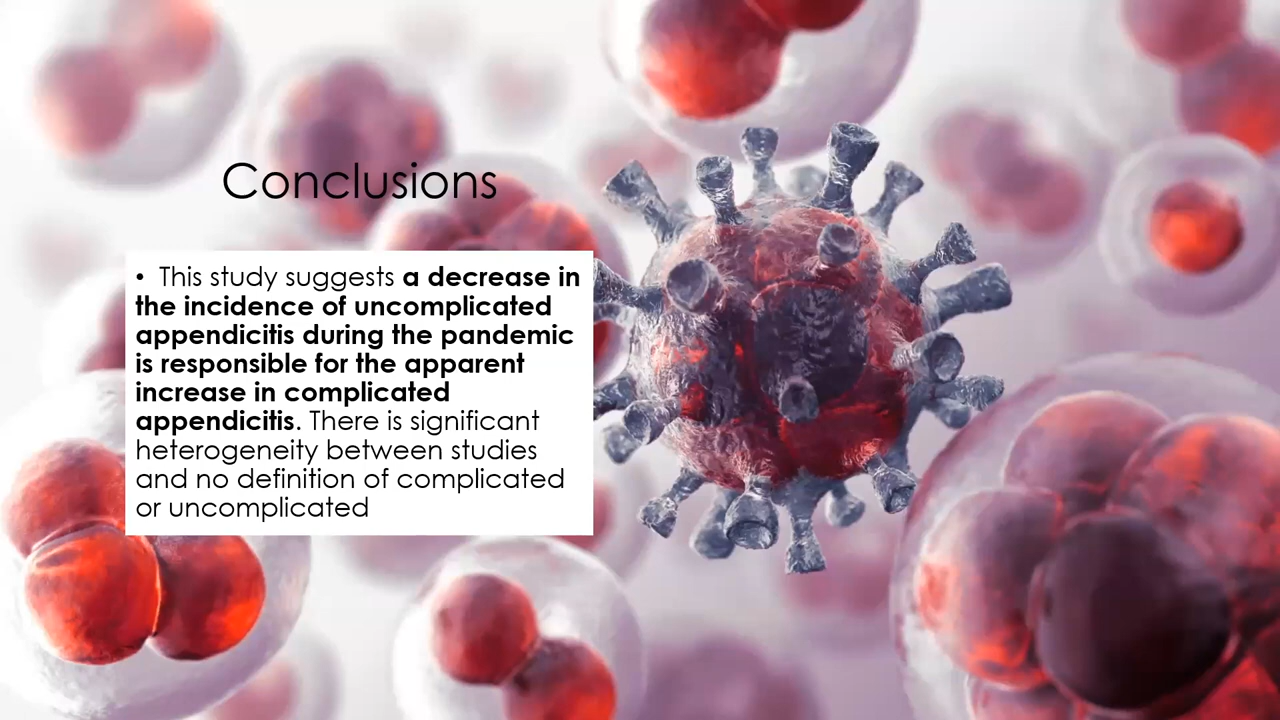 Conclusions
• This study suggests a decrease in
the incidence of uncomplicated
appendicitis during the pandemic
is responsible for the apparent
increase in complicated
appendicitis. There is significant
heterogeneity between studies
and no definition of complicated
or uncomplicated